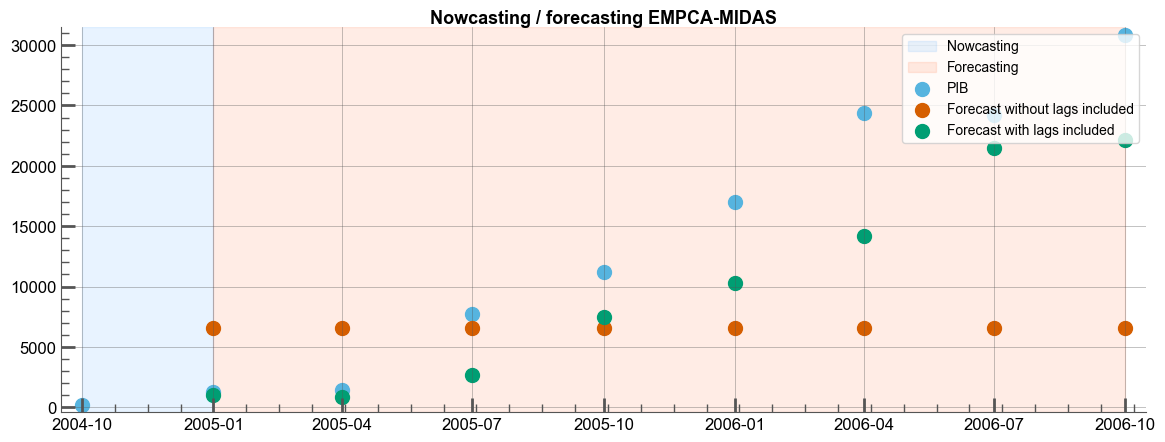 Nowcasting / forecasting EMPCA-MIDAS
Nowcasting
Forecasting
PIB
Forecast without lags included
Forecast with lags included
30000
25000
20000
15000
10000
5000
0
2004-10 2005-01 2005-04 2005-07 2005-10 2006-01 2006-04 2006-07 2006-10